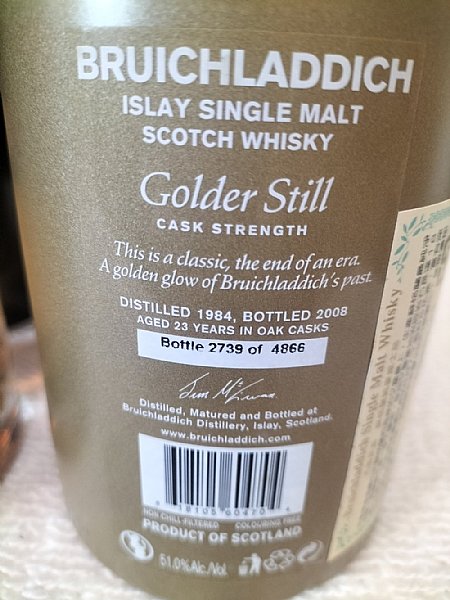 BRUICHLADDICH
ISLAY SINGLE MALT
SCOTCH WHISKY
Golder Still
CASK STRENGTH
This is a classic, the end of an era.
A golden glow of Bruichladdich's past.
DISTILLED 1984, BOTTLED 2008
AGED 23 YEARS IN OAK CASKS
Bottle 2739 of 4866
Jim McEwan
Distilled, Matured and Bottled at
Bruichladdich Distillery, Islay, Scotland.
www.bruichladdich.com
NON CHILL-FILTERED COLOURING FREE
PRODUCT OF SCOTLAND
51.0% Alc./Vol.
Single Malt Whisky